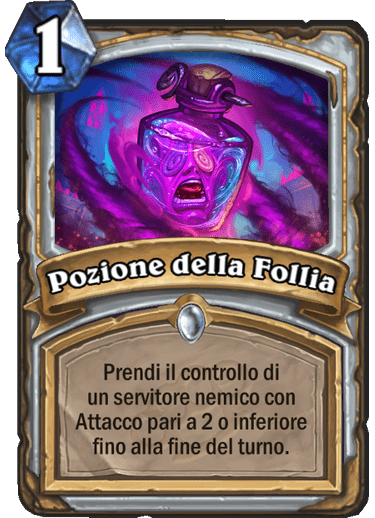 1
Pozione della Follia
Prendi il controllo di
un servitore nemico con
Attacco pari a 2 o inferiore
fino alla fine del turno.